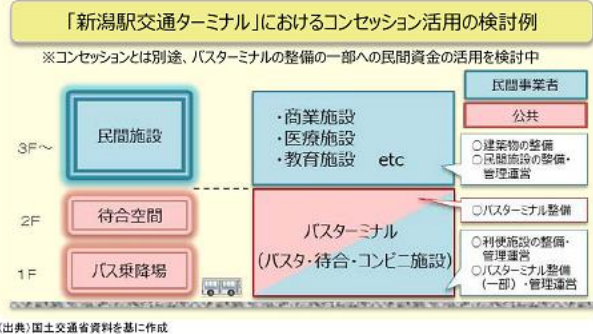 「新潟駅交通ターミナル」におけるコンセッション活用の検討例
※コンセッションとは別途、バスターミナルの整備の一部への民間資金の活用を検討中
民間事業者
公共
3F～
民間施設
・商業施設
・医療施設
・教育施設 etc
○建築物の整備
○民間施設の整備・
管理運営
2F
待合空間
バスターミナル
(バスタ・待合・コンビニ施設)
○バスターミナル整備
1F
バス乗降場
○利便施設の整備・
管理運営
○バスターミナル整備
(一部)・管理運営
(出典)国土交通省資料を基に作成